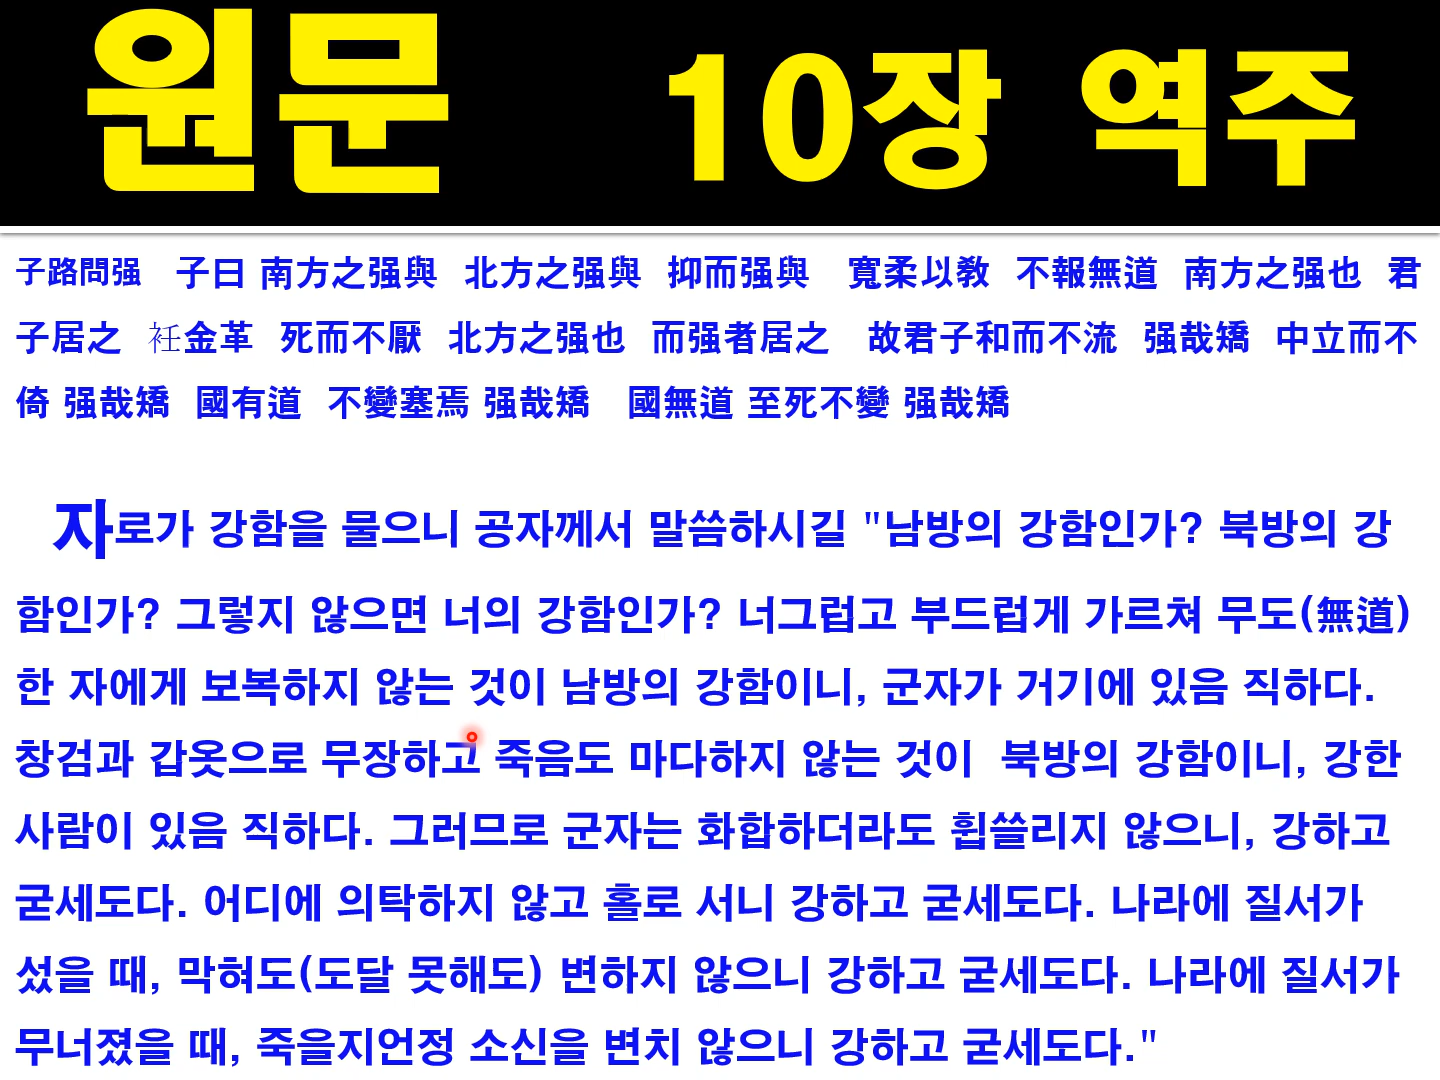 원문 10장 역주
子路問强 子曰 南方之强與 北方之强與 抑而强與 寬柔以敎 不報無道 南方之强也 君
子居之 衽金革 死而不厭 北方之强也 而强者居之 故君子和而不流 强哉矯 中立而不
倚 强哉矯 國有道 不變塞焉 强哉矯 國無道 至死不變 强哉矯
자로가 강함을 물으니 공자께서 말씀하시길 "남방의 강함인가? 북방의 강
함인가? 그렇지 않으면 너의 강함인가? 너그럽고 부드럽게 가르쳐 무도(無道)
한 자에게 보복하지 않는 것이 남방의 강함이니, 군자가 거기에 있음 직하다.
창검과 갑옷으로 무장하고 죽음도 마다하지 않는 것이 북방의 강함이니, 강한
사람이 있음 직하다. 그러므로 군자는 화합하더라도 휩쓸리지 않으니, 강하고
굳세도다. 어디에 의탁하지 않고 홀로 서니 강하고 굳세도다. 나라에 질서가
섰을 때, 막혀도(도달 못해도) 변하지 않으니 강하고 굳세도다. 나라에 질서가
무너졌을 때, 죽을지언정 소신을 변치 않으니 강하고 굳세도다."